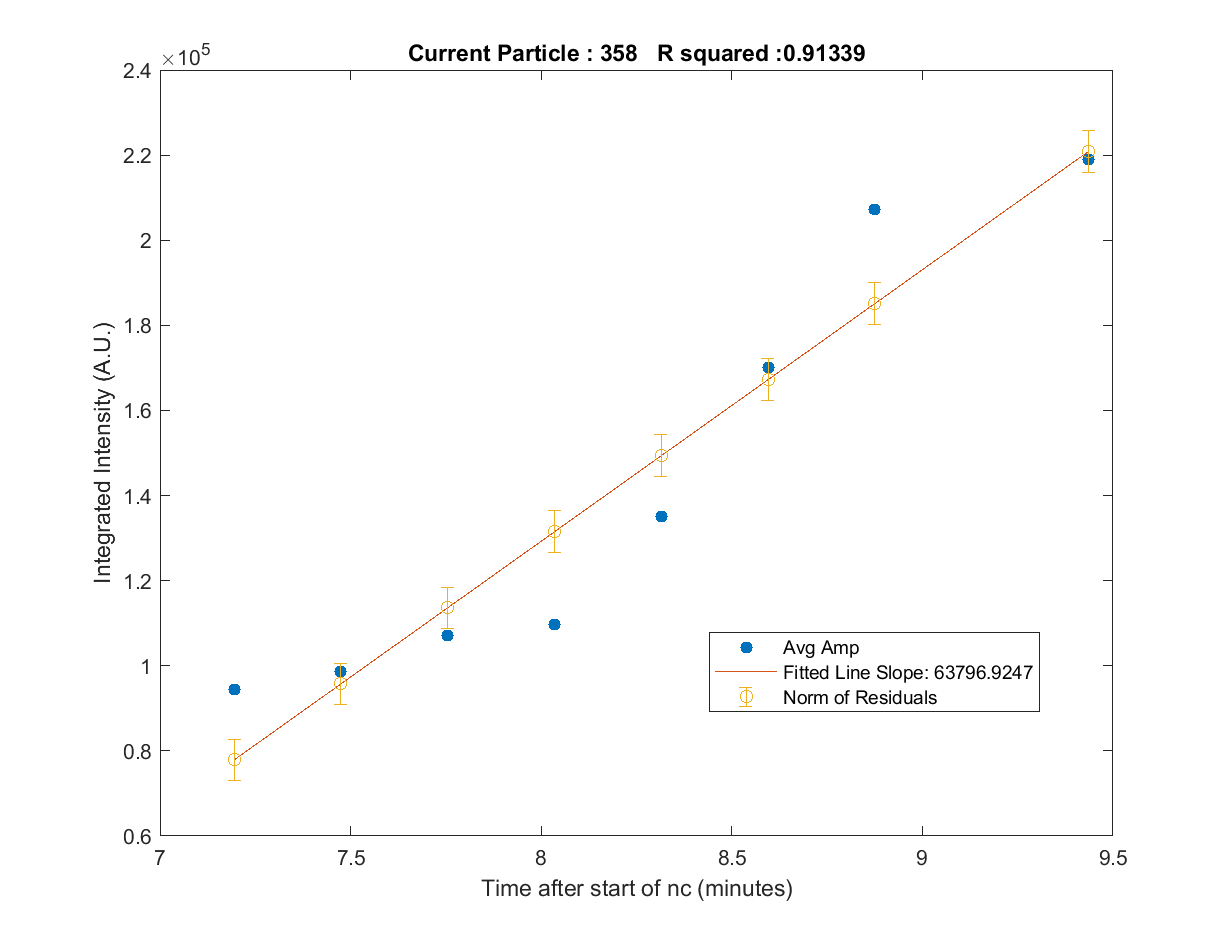 Current Particle : 358   R squared :0.91339
×10^5
2.4
2.2
2
1.8
1.6
1.4
1.2
1
0.8
0.6
Integrated Intensity (A.U.)
Avg Amp
Fitted Line Slope: 63796.9247
Norm of Residuals
7 7.5 8 8.5 9 9.5
Time after start of nc (minutes)